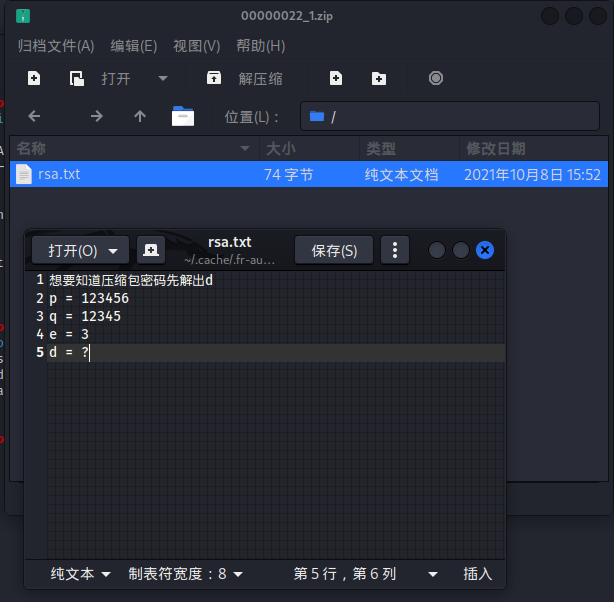 00000022_1.zip
归档文件(A) 编辑(E) 视图(V) 帮助(H)
打开 解压缩
位置(L)： /
名称 大小 类型 修改日期
rsa.txt 74 字节 纯文本文档 2021年10月8日 15:52
打开(O) rsa.txt 保存(S)
~/.cache/.fr-au…
1 想要知道压缩包密码先解出d
2 p = 123456
3 q = 12345
4 e = 3
5 d = ?
纯文本 制表符宽度：8 第 5 行，第 6 列 插入